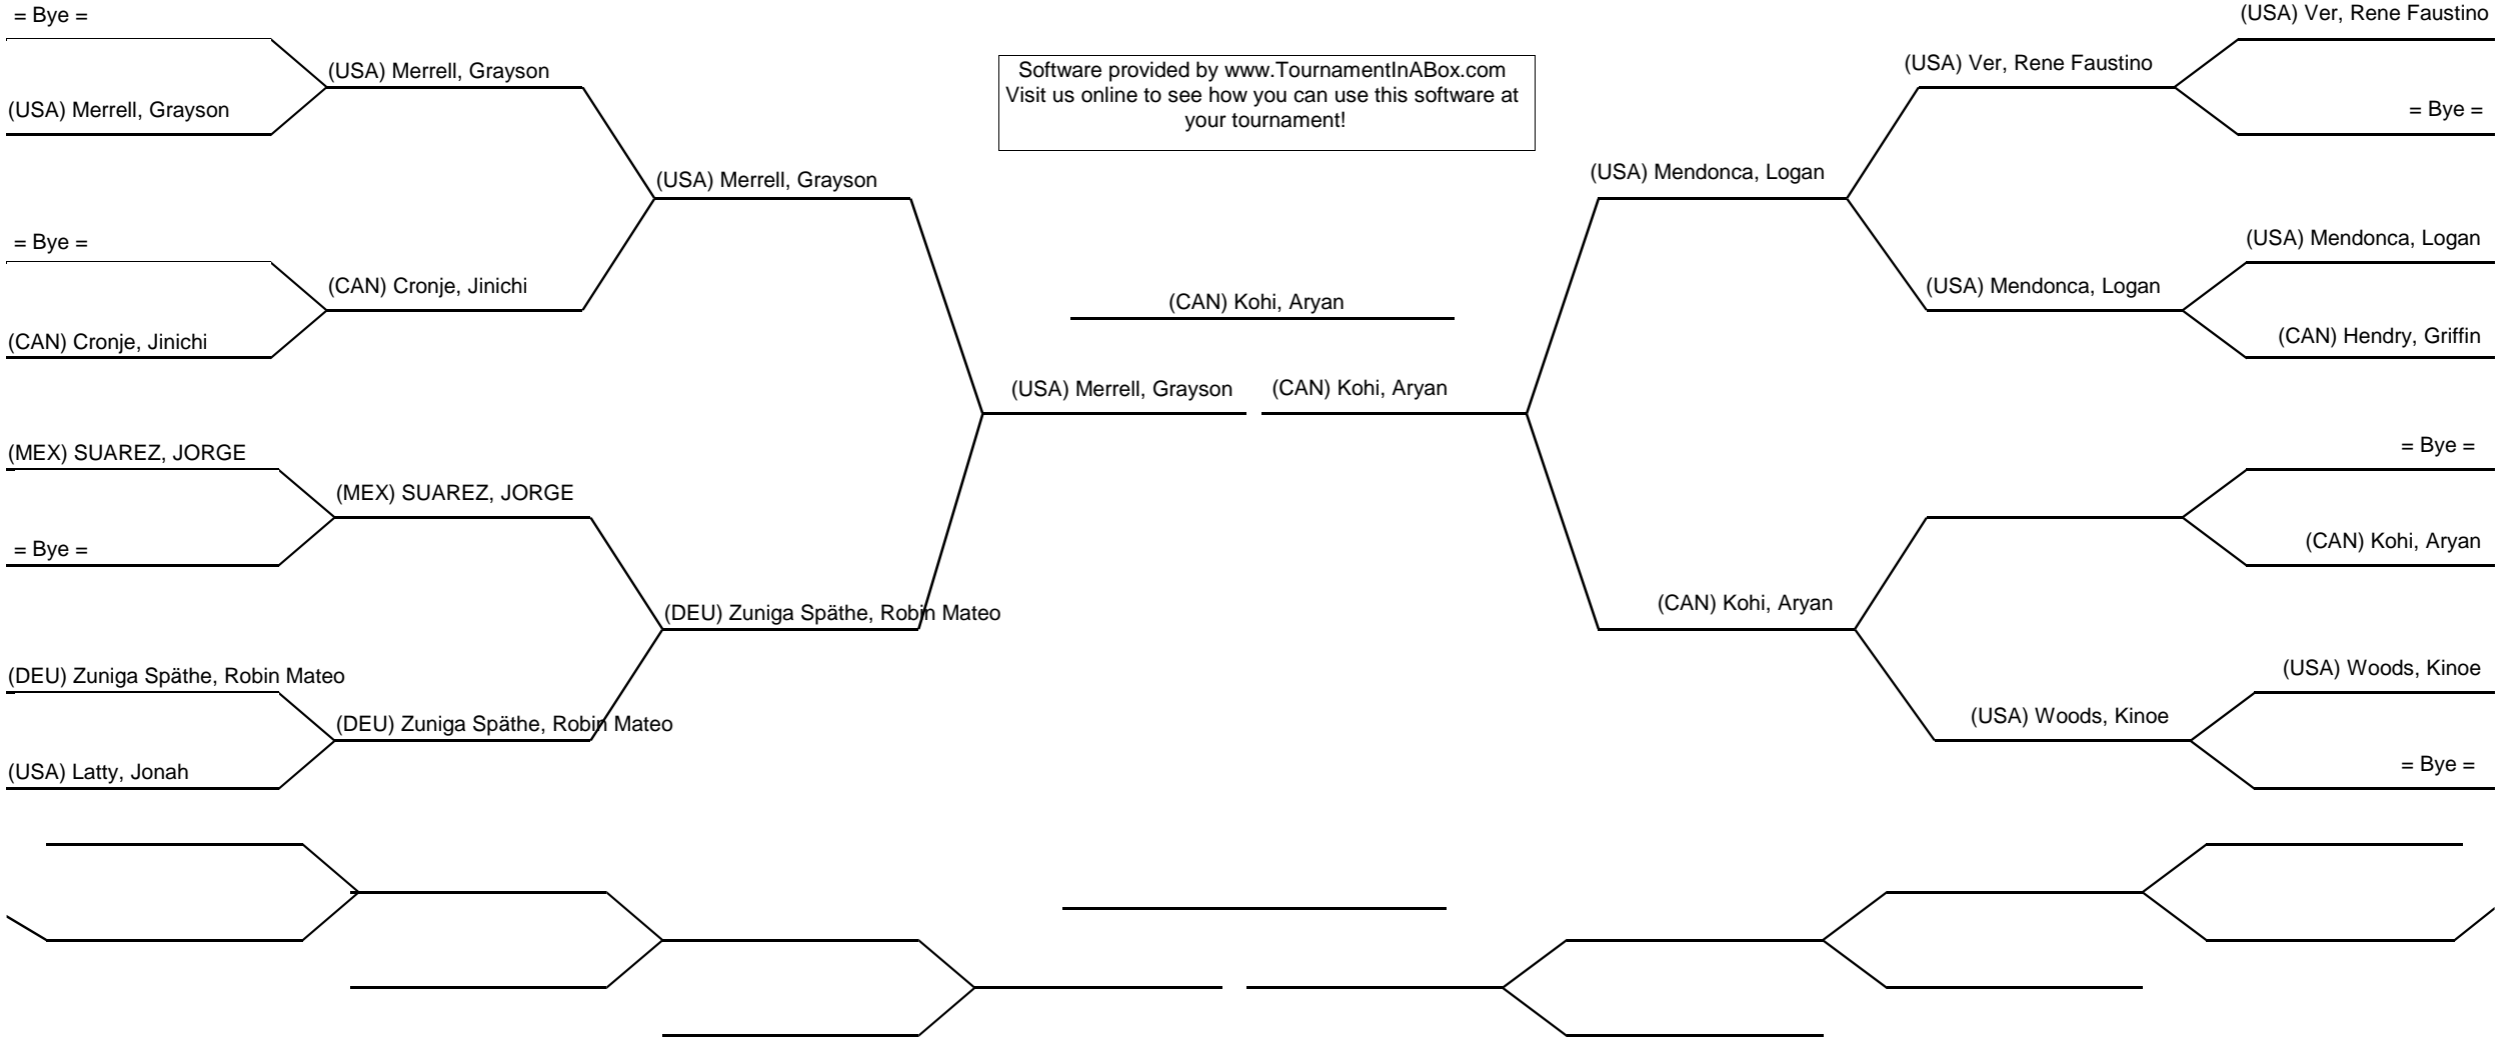 = Bye =
(USA) Merrell, Grayson
= Bye =
(CAN) Cronje, Jinichi
(MEX) SUAREZ, JORGE
= Bye =
(DEU) Zuniga Späthe, Robin Mateo
(USA) Latty, Jonah
(USA) Merrell, Grayson
(CAN) Cronje, Jinichi
(MEX) SUAREZ, JORGE
(DEU) Zuniga Späthe, Robin Mateo
(USA) Merrell, Grayson
(DEU) Zuniga Späthe, Robin Mateo
Software provided by www.TournamentInABox.com
Visit us online to see how you can use this software at
your tournament!
(CAN) Kohi, Aryan
(USA) Merrell, Grayson
(CAN) Kohi, Aryan
(USA) Mendonca, Logan
(CAN) Kohi, Aryan
(USA) Ver, Rene Faustino
(USA) Mendonca, Logan
(USA) Woods, Kinoe
(USA) Ver, Rene Faustino
= Bye =
(USA) Mendonca, Logan
(CAN) Hendry, Griffin
= Bye =
(CAN) Kohi, Aryan
(USA) Woods, Kinoe
= Bye =